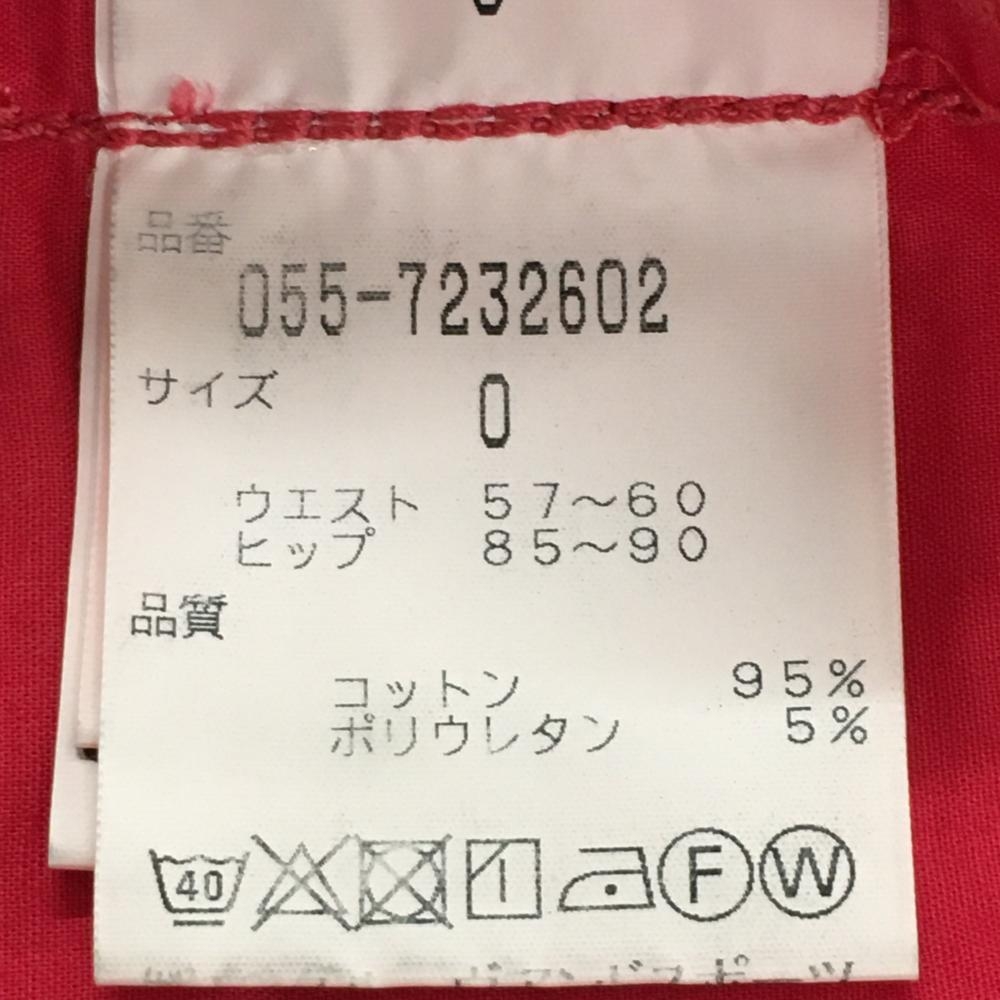 品番
055-7232602
サイズ 0
ウエスト 57〜60
ヒップ 85〜90
品質
コットン 95%
ポリウレタン 5%
40 F W